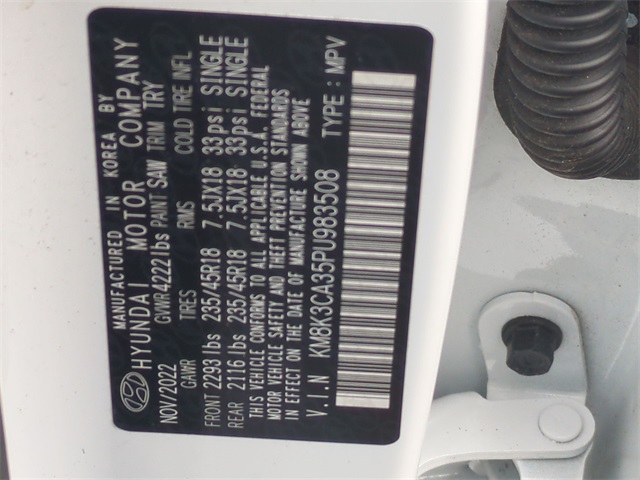 MANUFACTURED IN KOREA BY
HYUNDAI MOTOR COMPANY
NOV/2022 GVWR 4222lbs PAINT SAW TRIM TRY
GAWR TIRES RIMS COLD TIRE INFL
FRONT 2293 lbs 235/45R18 7.5JX18 33psi SINGLE
REAR 2116 lbs 235/45R18 7.5JX18 33psi SINGLE
THIS VEHICLE CONFORMS TO ALL APPLICABLE U.S.A. FEDERAL
MOTOR VEHICLE SAFETY AND THEFT PREVENTION STANDARDS
IN EFFECT ON THE DATE OF MANUFACTURE SHOWN ABOVE
V.I.N KM8K3CA35PU983508 TYPE : MPV